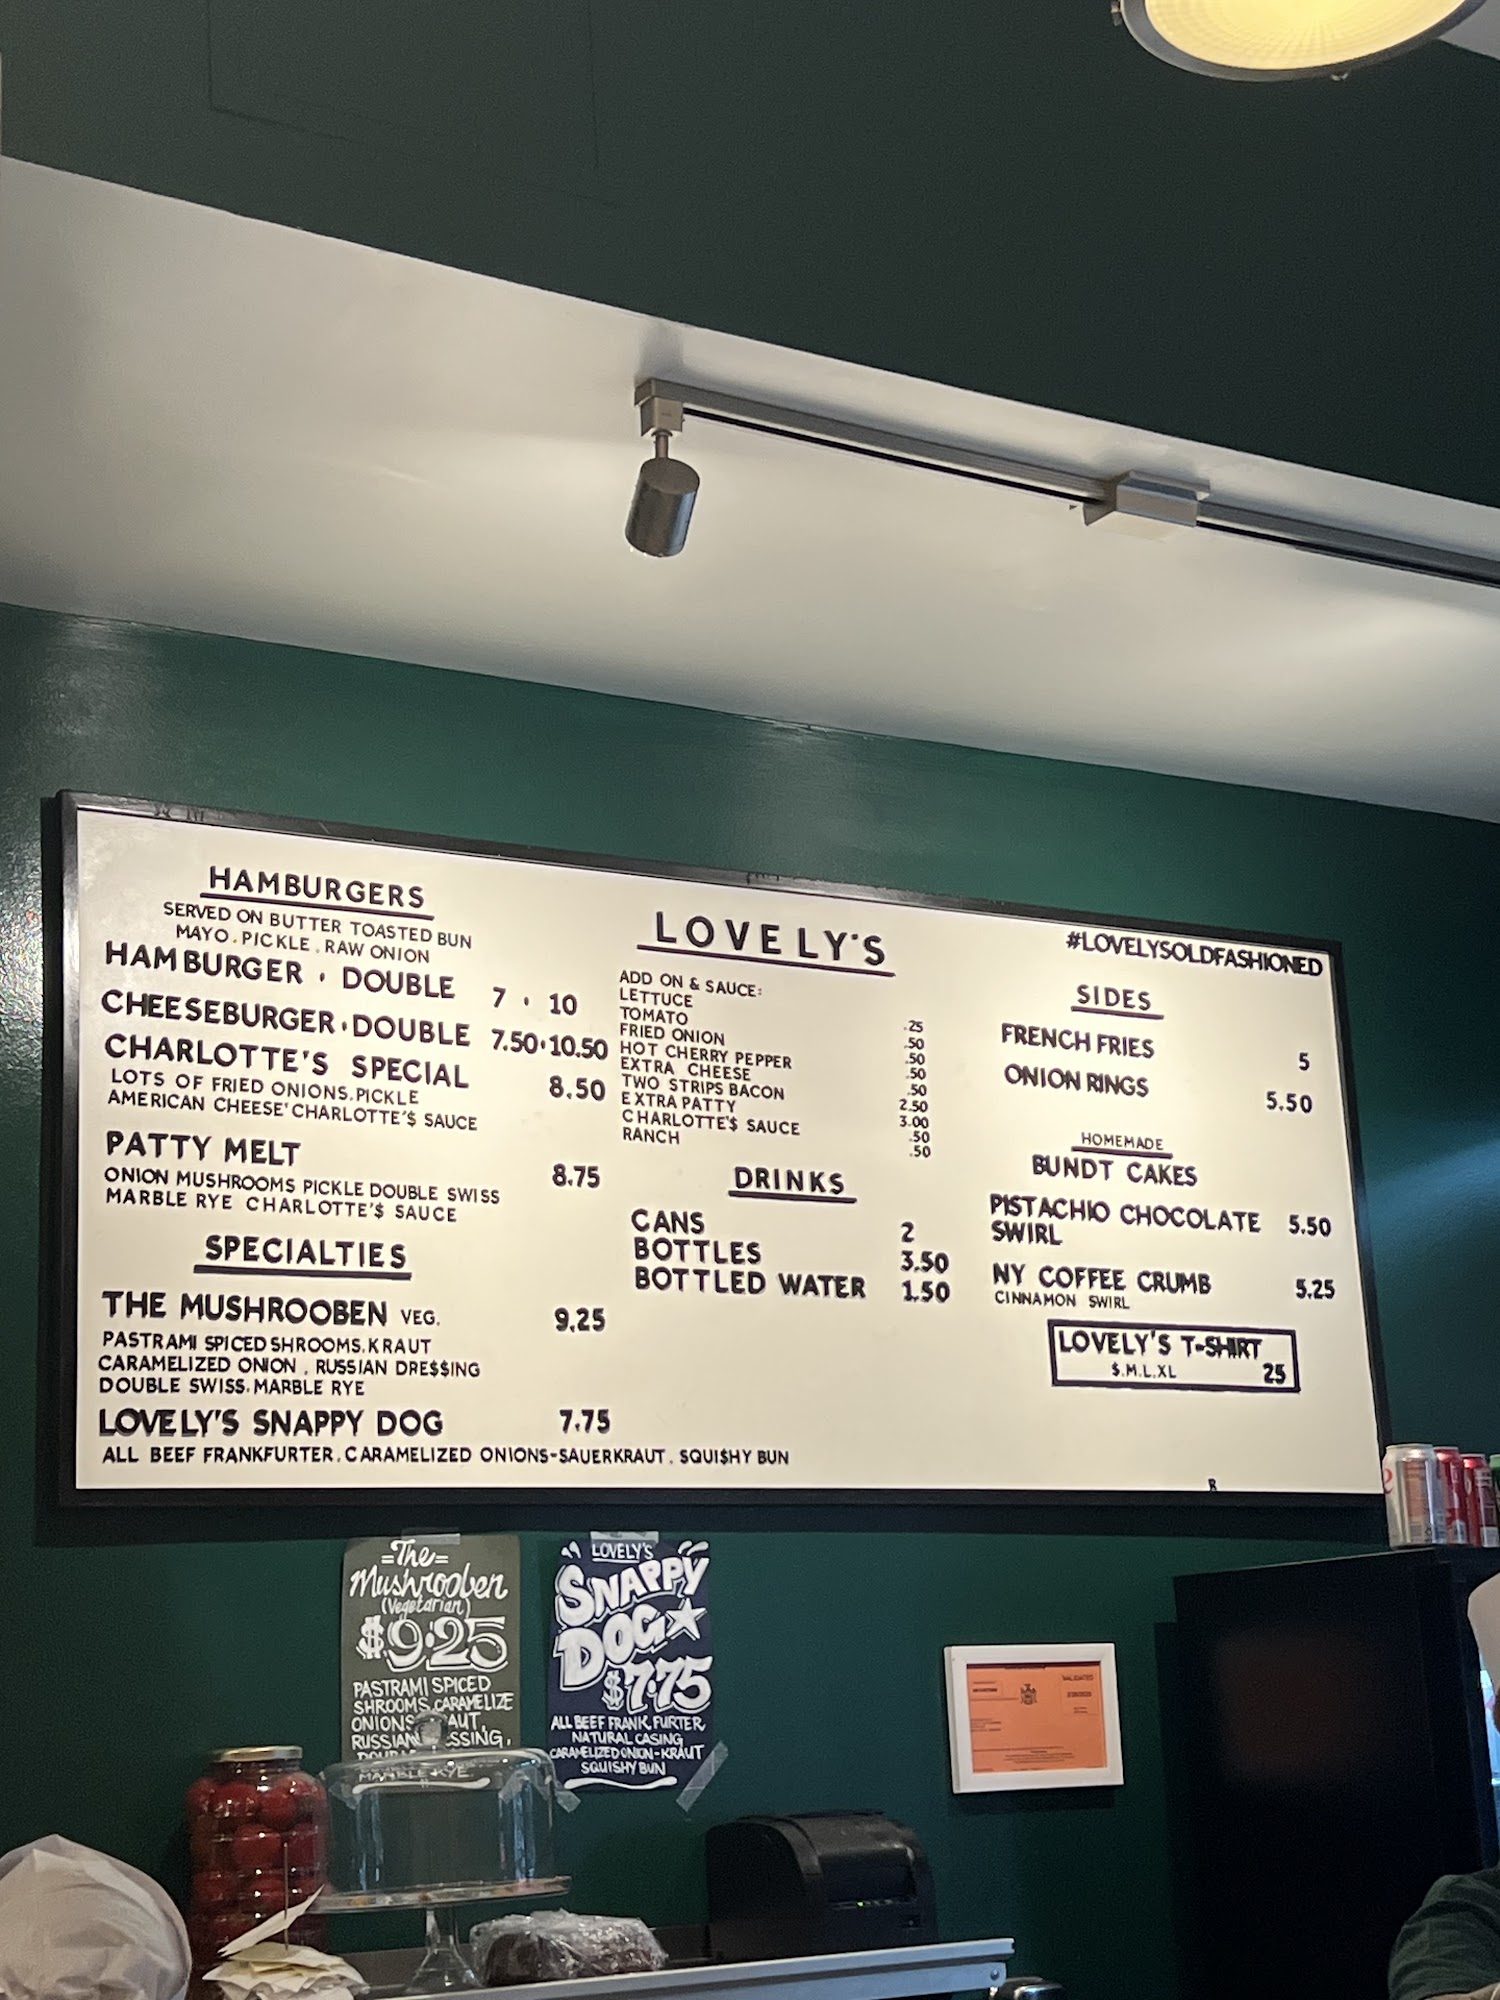 HAMBURGERS
SERVED ON BUTTER TOASTED BUN
MAYO . PICKLE . RAW ONION
HAMBURGER . DOUBLE 7 . 10
CHEESEBURGER . DOUBLE 7.50 . 10.50
CHARLOTTE'S SPECIAL 8.50
LOTS OF FRIED ONIONS. PICKLE
AMERICAN CHEESE' CHARLOTTE'$ SAUCE
PATTY MELT 8.75
ONION MUSHROOMS PICKLE DOUBLE SWISS
MARBLE RYE CHARLOTTE'$ SAUCE
SPECIALTIES
THE MUSHROOBEN VEG. 9.25
PASTRAMI SPICED SHROOMS. KRAUT
CARAMELIZED ONION . RUSSIAN DRE$$ING
DOUBLE SWISS. MARBLE RYE
LOVELY'S SNAPPY DOG 7.75
ALL BEEF FRANKFURTER. CARAMELIZED ONIONS-SAUERKRAUT . SQUI$HY BUN
LOVELY'S
ADD ON & SAUCE:
LETTUCE .25
TOMATO .50
FRIED ONION .50
HOT CHERRY PEPPER .50
EXTRA CHEESE .50
TWO STRIPS BACON 2.50
EXTRA PATTY 3.00
CHARLOTTE'$ SAUCE .50
RANCH .50
DRINKS
CANS 2
BOTTLES 3.50
BOTTLED WATER 1.50
#LOVELYSOLDFASHIONED
SIDES
FRENCH FRIES 5
ONION RINGS 5.50
HOMEMADE
BUNDT CAKES
PISTACHIO CHOCOLATE 5.50
SWIRL
NY COFFEE CRUMB 5.25
CINNAMON SWIRL
LOVELY'S T-SHIRT
$.M.L.XL 25
=The=
Mushrooben
(Vegetarian)
$9.25
PASTRAMI SPICED
SHROOMS, CARAMELIZE
ONIONS
RUSSIAN
MARBLE RYE
LOVELY'S
SNAPPY
DOG
$7.75
ALL BEEF FRANK FURTER
NATURAL CASING
CARAMELIZED ONION-KRAUT
SQUISHY BUN